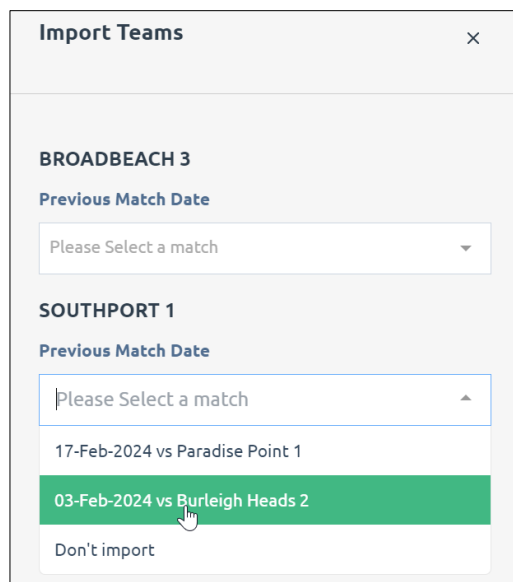 Import Teams
BROADBEACH 3
Previous Match Date
Please Select a match
SOUTHPORT 1
Previous Match Date
Please Select a match
17-Feb-2024 vs Paradise Point 1
03-Feb-2024 vs Burleigh Heads 2
Don't import